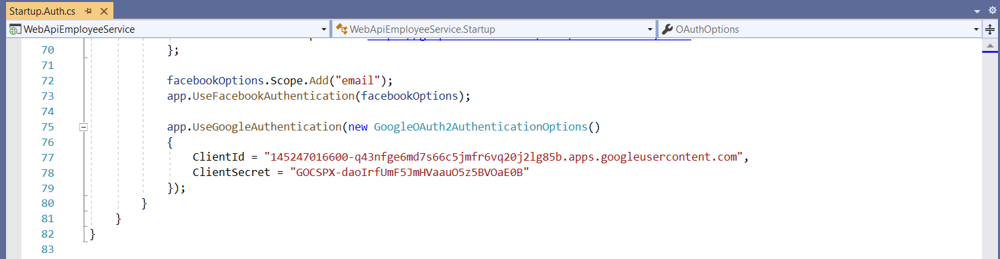 Startup.Auth.cs
WebApiEmployeeService WebApiEmployeeService.Startup OAuthOptions
70 };
71
72 facebookOptions.Scope.Add("email");
73 app.UseFacebookAuthentication(facebookOptions);
74
75 app.UseGoogleAuthentication(new GoogleOAuth2AuthenticationOptions()
76 {
77 ClientId = "145247016600-q43nfge6md7s66c5jmfr6vq20j2lg85b.apps.googleusercontent.com",
78 ClientSecret = "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"
79 });
80 }
81 }
82 }
83